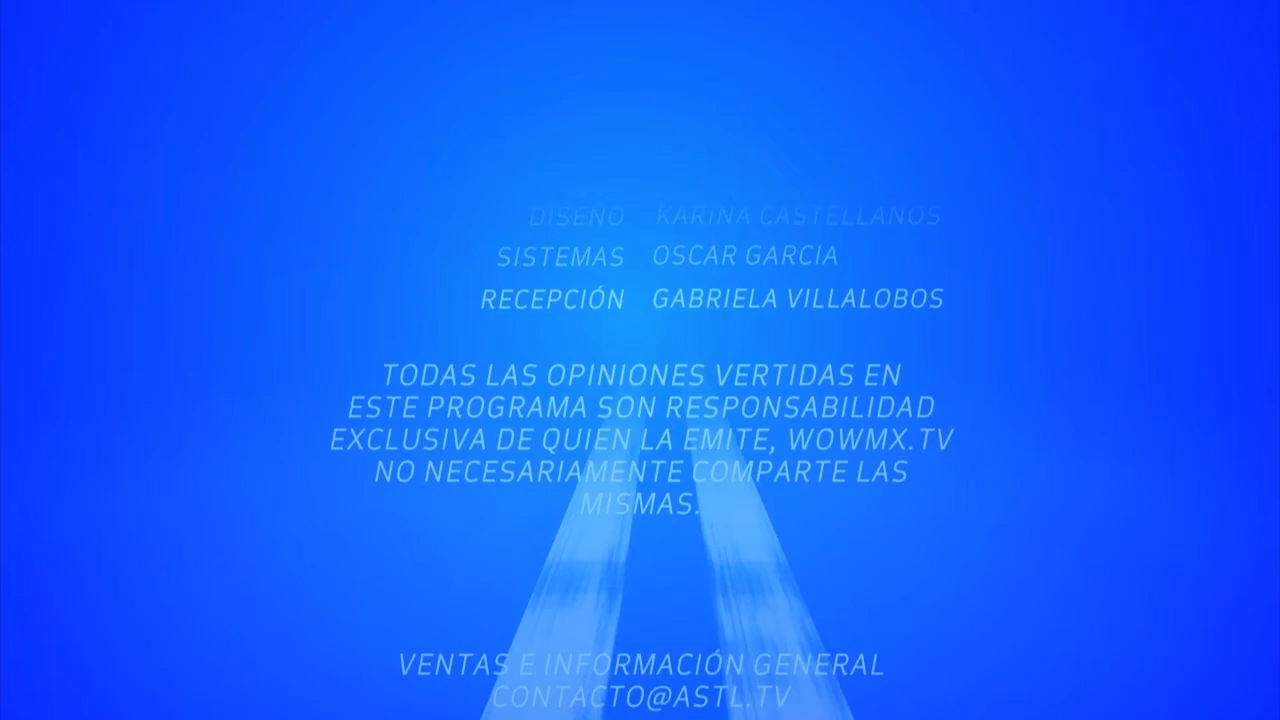 DISEÑO KARINA CASTELLANOS
SISTEMAS OSCAR GARCIA
RECEPCIÓN GABRIELA VILLALOBOS
TODAS LAS OPINIONES VERTIDAS EN
ESTE PROGRAMA SON RESPONSABILIDAD
EXCLUSIVA DE QUIEN LA EMITE, WOWMX.TV
NO NECESARIAMENTE COMPARTE LAS
MISMAS.
VENTAS E INFORMACIÓN GENERAL
CONTACTO@ASTL.TV